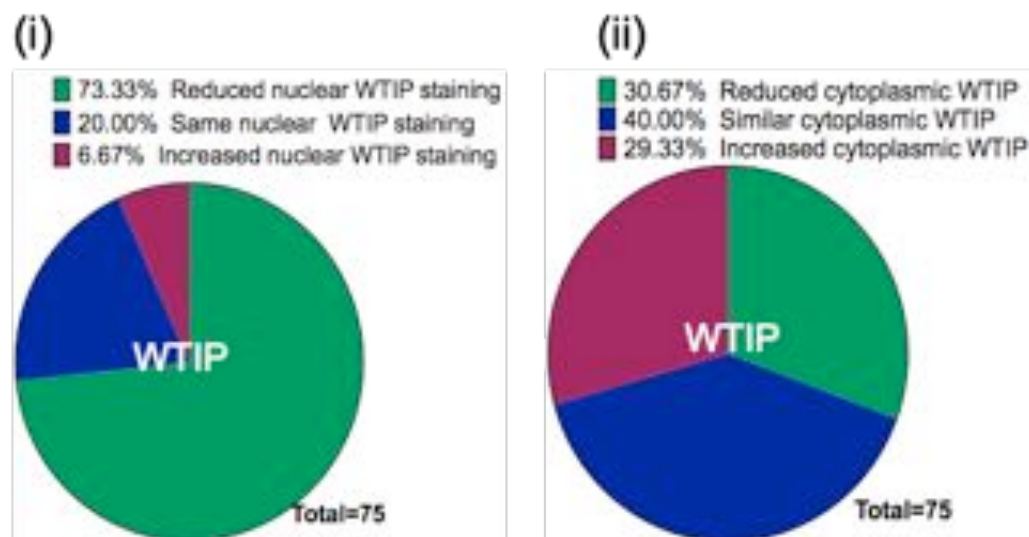 (i)
73.33% Reduced nuclear WTIP staining
20.00% Same nuclear WTIP staining
6.67% Increased nuclear WTIP staining
WTIP
Total=75
(ii)
30.67% Reduced cytoplasmic WTIP
40.00% Similar cytoplasmic WTIP
29.33% Increased cytoplasmic WTIP
WTIP
Total=75